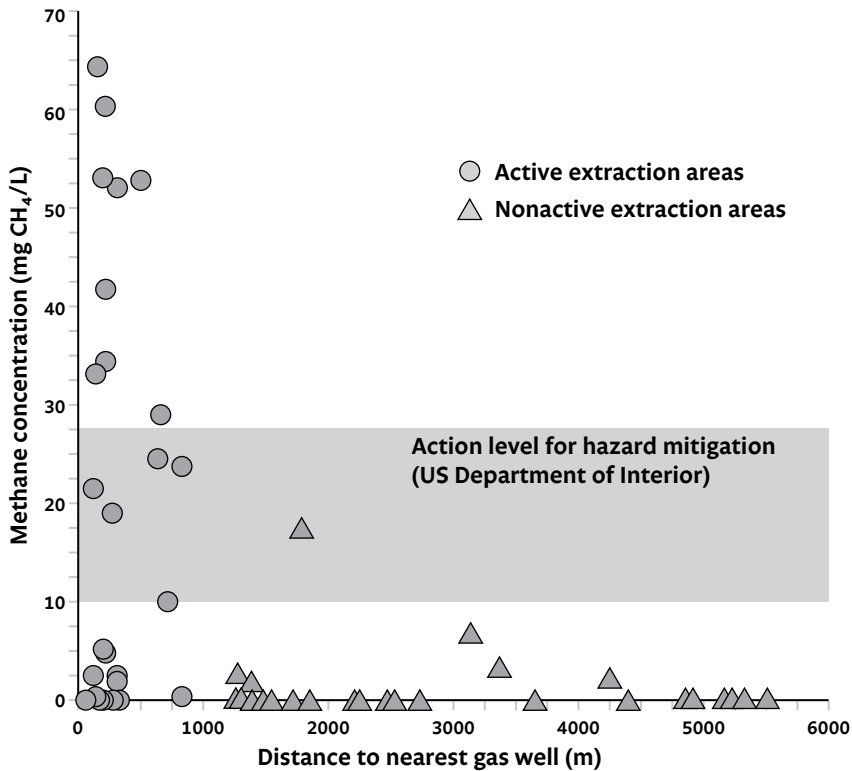 70
60
50
40
30
20
10
0
Methane concentration (mg CH₄/L)
Active extraction areas
Nonactive extraction areas
Action level for hazard mitigation
(US Department of Interior)
0 1000 2000 3000 4000 5000 6000
Distance to nearest gas well (m)